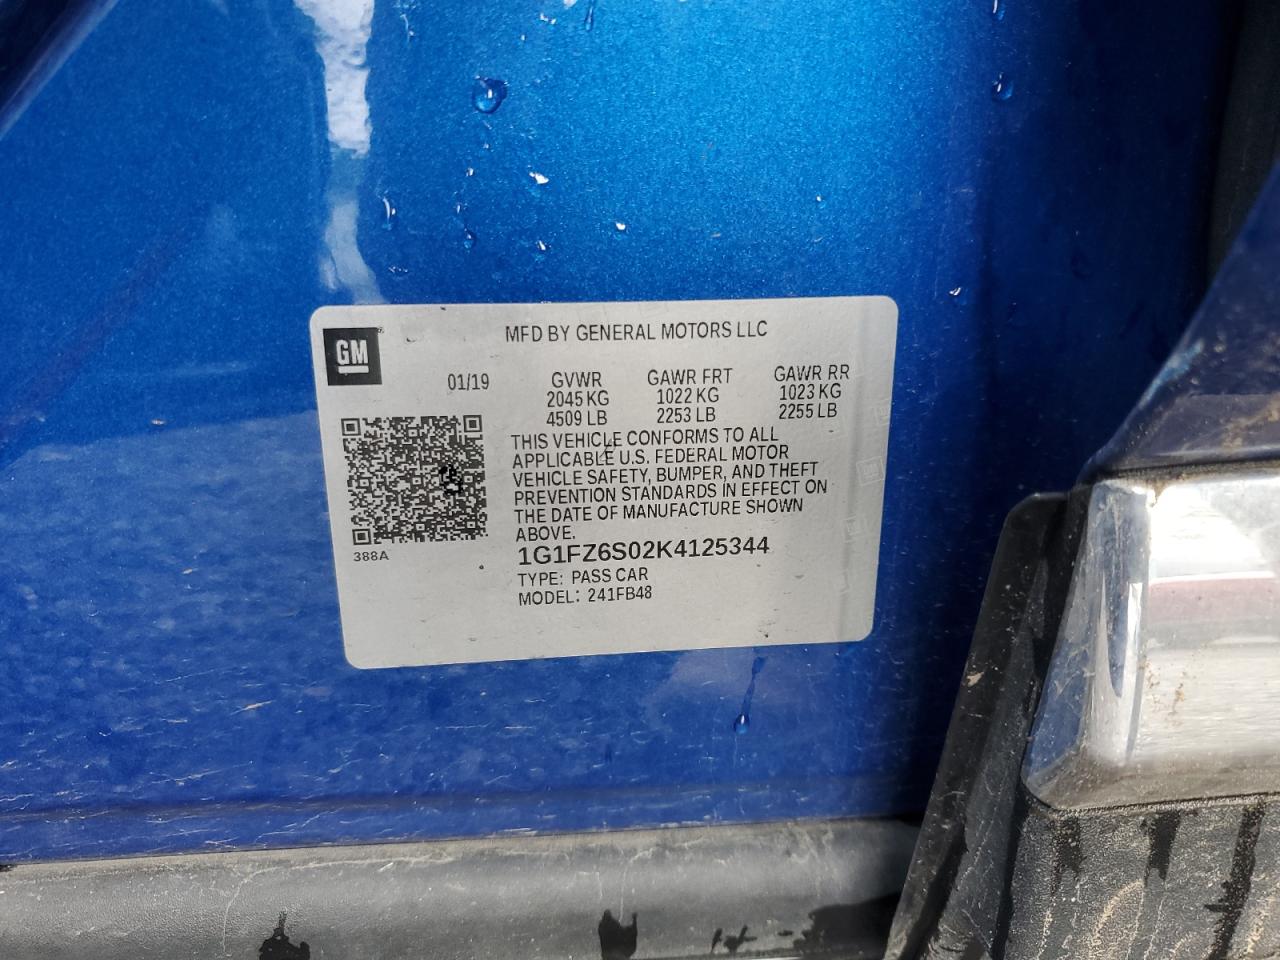 GM
MFD BY GENERAL MOTORS LLC
01/19
GVWR
2045 KG
4509 LB
GAWR FRT
1022 KG
2253 LB
GAWR RR
1023 KG
2255 LB
THIS VEHICLE CONFORMS TO ALL
APPLICABLE U.S. FEDERAL MOTOR
VEHICLE SAFETY, BUMPER, AND THEFT
PREVENTION STANDARDS IN EFFECT ON
THE DATE OF MANUFACTURE SHOWN
ABOVE.
388A
1G1FZ6S02K4125344
TYPE: PASS CAR
MODEL: 241FB48